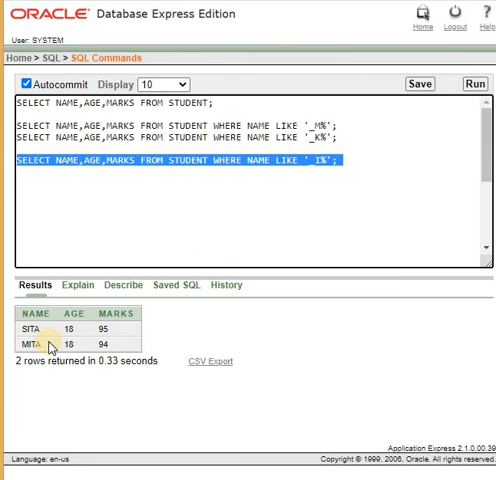 ORACLE® Database Express Edition
Home Logout Help
User: SYSTEM
Home > SQL > SQL Commands
Autocommit Display 10 Save Run
SELECT NAME,AGE,MARKS FROM STUDENT;
SELECT NAME,AGE,MARKS FROM STUDENT WHERE NAME LIKE '_M%';
SELECT NAME,AGE,MARKS FROM STUDENT WHERE NAME LIKE '_K%';
SELECT NAME,AGE,MARKS FROM STUDENT WHERE NAME LIKE '_I%';
Results Explain Describe Saved SQL History
NAME AGE MARKS
SITA 18 95
MITA 18 94
2 rows returned in 0.33 seconds CSV Export
Application Express 2.1.0.00.39
Language: en-us Copyright © 1999, 2006, Oracle. All rights reserved.